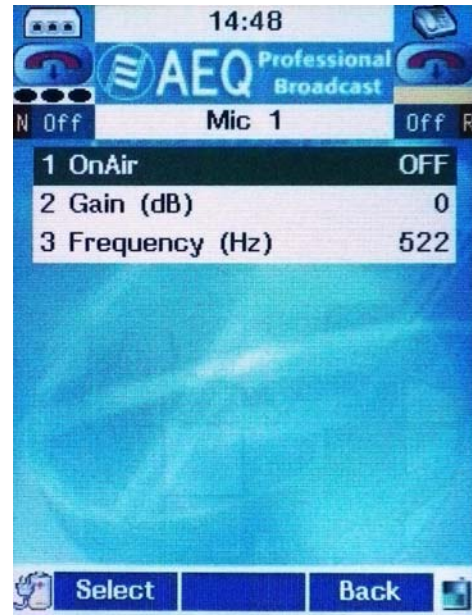 14:48
AEQ Professional Broadcast
N Off Mic 1 Off R
1 OnAir OFF
2 Gain (dB) 0
3 Frequency (Hz) 522
Select Back